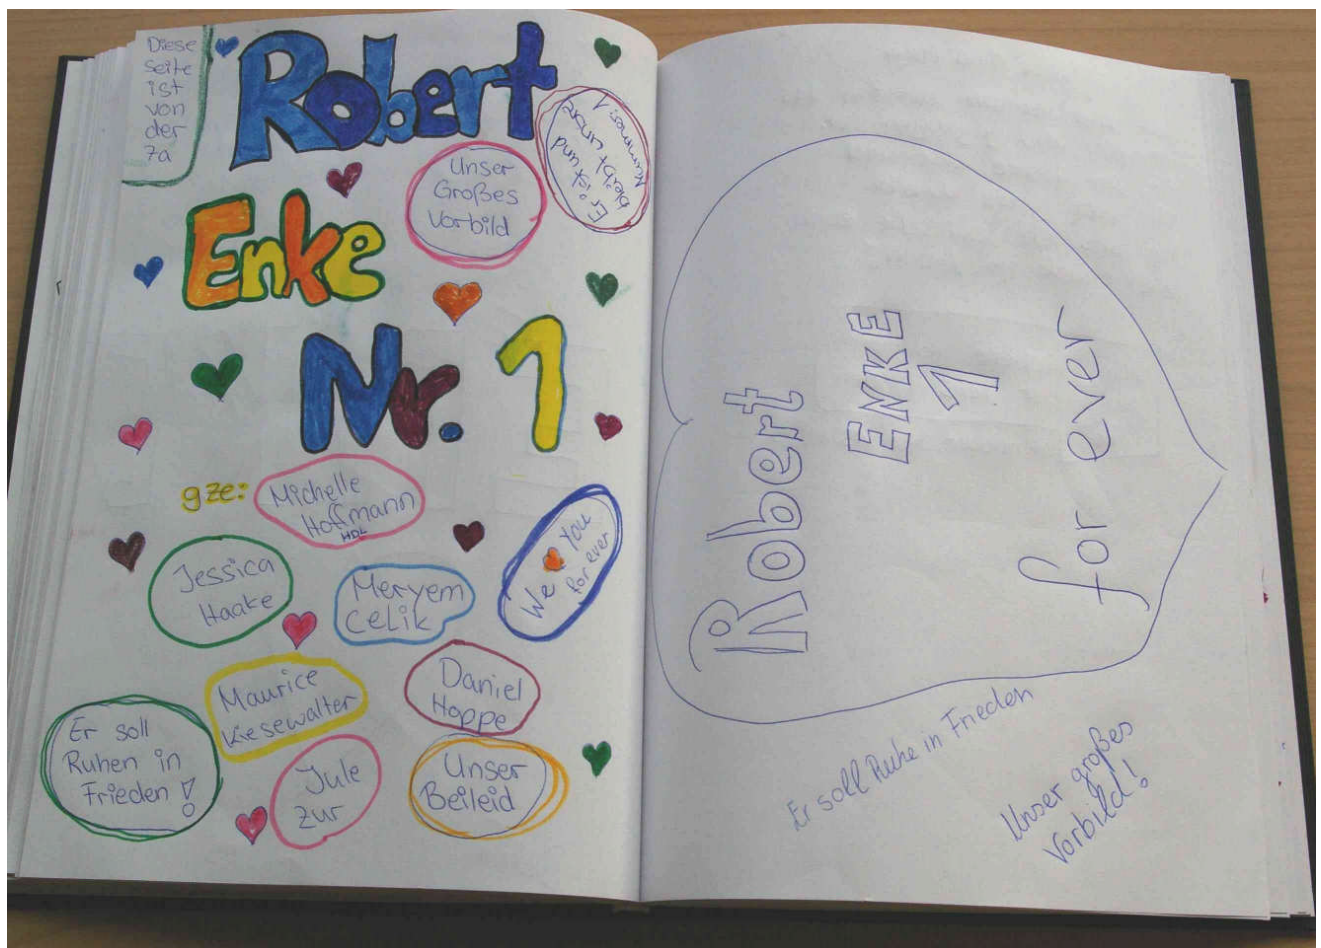 Diese
seite
ist
von
der
7a
Robert
Er ist und
bleibt unsre
Nummer 1
Unser
Großes
Vorbild
Enke
Nr. 1
gze:
Michelle
Hoffmann
HDL
Jessica
Haake
Meryem
Celik
We You
for ever
Maurice
Kiesewalter
Daniel
Hoppe
Er soll
Ruhen in
Frieden !
Jule
zur
Unser
Beileid
Robert
ENKE
1
for ever
Er soll Ruhe in Frieden
Unser großes
Vorbild!